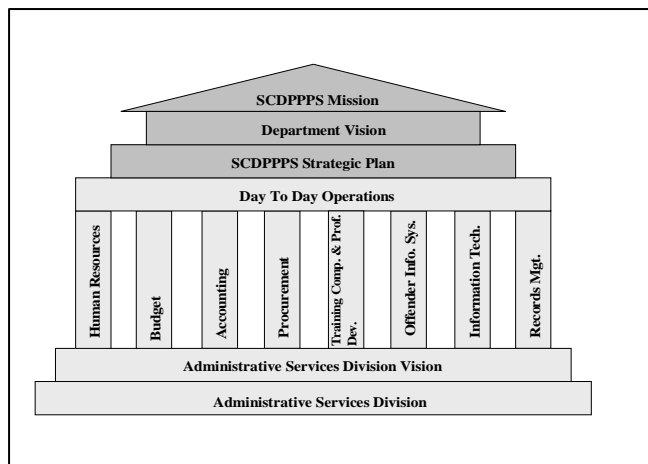 SCDPPPS Mission
Department Vision
SCDPPPS Strategic Plan
Day To Day Operations
Human Resources
Budget
Accounting
Procurement
Training Comp. & Prof.
Dev.
Offender Info. Sys.
Information Tech.
Records Mgt.
Administrative Services Division Vision
Administrative Services Division